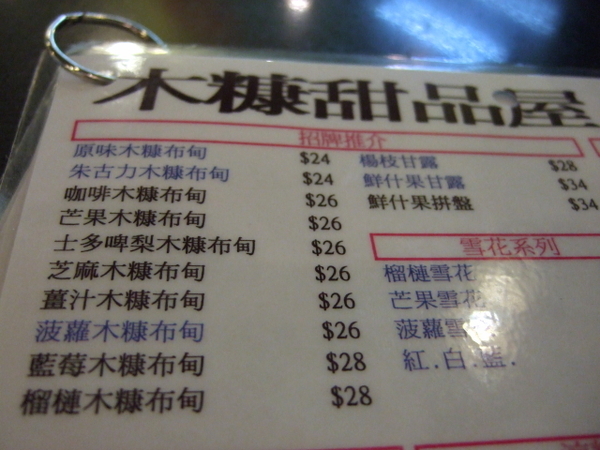 木糠甜品屋
招牌推介
原味木糠布甸 $24
朱古力木糠布甸 $24
咖啡木糠布甸 $26
芒果木糠布甸 $26
士多啤梨木糠布甸 $26
芝麻木糠布甸 $26
薑汁木糠布甸 $26
菠蘿木糠布甸 $26
藍莓木糠布甸 $28
榴槤木糠布甸 $28
楊枝甘露 $28
鮮什果甘露 $34
鮮什果拼盤 $34
雪花系列
榴槤雪花
芒果雪花
菠蘿雪
紅.白.藍.